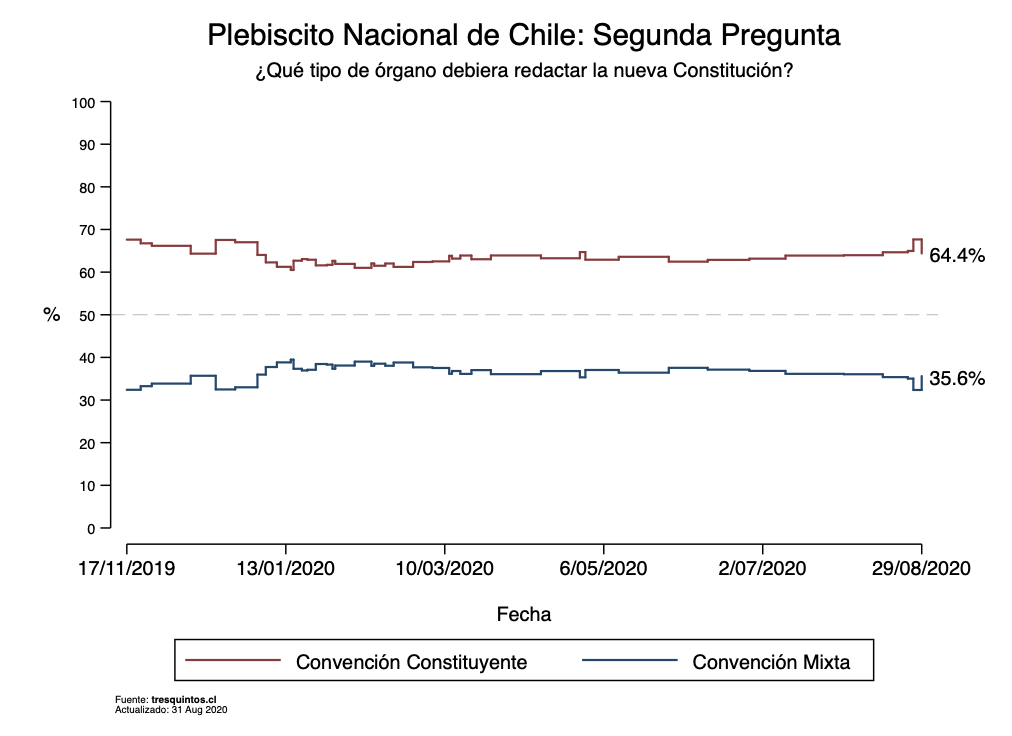 Plebiscito Nacional de Chile: Segunda Pregunta
¿Qué tipo de órgano debiera redactar la nueva Constitución?
100
90
80
70
60
50
40
30
20
10
0
%
64.4%
35.6%
17/11/2019 13/01/2020 10/03/2020 6/05/2020 2/07/2020 29/08/2020
Fecha
Convención Constituyente Convención Mixta
Fuente: tresquintos.cl
Actualizado: 31 Aug 2020